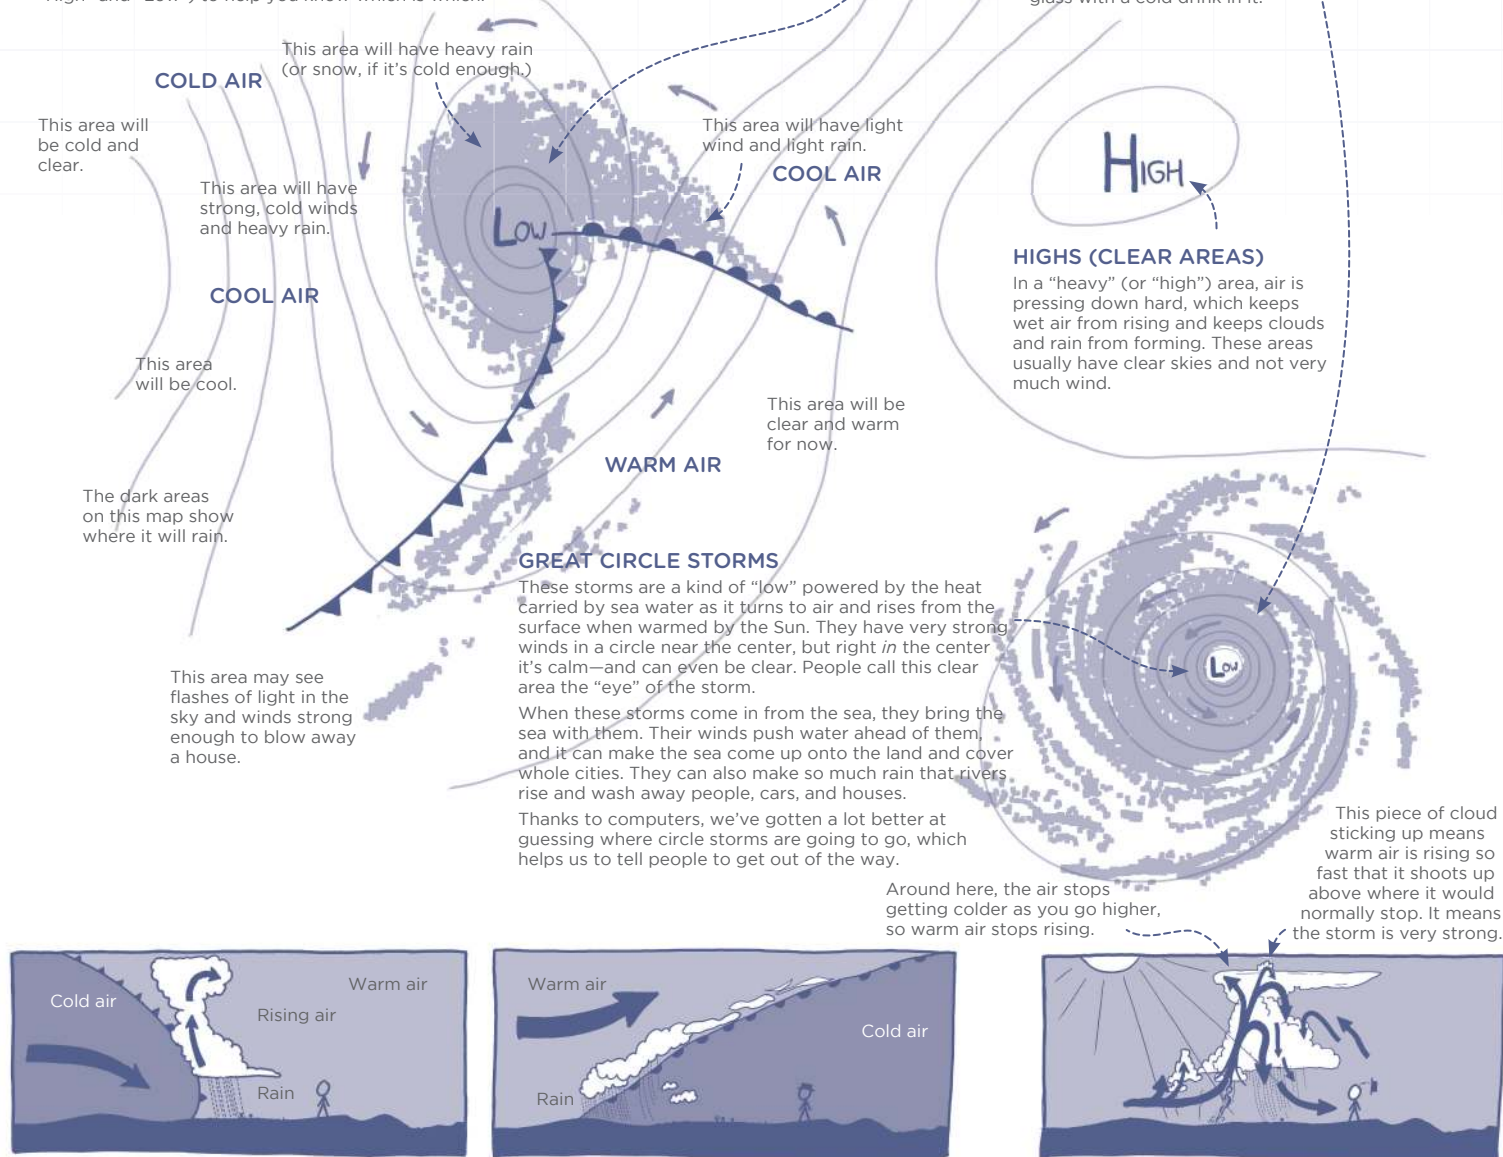 "High" and "Low") to help you know which is which.
glass with a cold drink in it.
This area will have heavy rain
(or snow, if it's cold enough.)
COLD AIR
This area will
be cold and
clear.
This area will have
strong, cold winds
and heavy rain.
This area will have light
wind and light rain.
COOL AIR
LOW
HIGH
HIGHS (CLEAR AREAS)
In a "heavy" (or "high") area, air is
pressing down hard, which keeps
wet air from rising and keeps clouds
and rain from forming. These areas
usually have clear skies and not very
much wind.
COOL AIR
This area
will be cool.
This area will be
clear and warm
for now.
WARM AIR
The dark areas
on this map show
where it will rain.
GREAT CIRCLE STORMS
These storms are a kind of "low" powered by the heat
carried by sea water as it turns to air and rises from the
surface when warmed by the Sun. They have very strong
winds in a circle near the center, but right in the center
it's calm—and can even be clear. People call this clear
area the "eye" of the storm.
When these storms come in from the sea, they bring the
sea with them. Their winds push water ahead of them,
and it can make the sea come up onto the land and cover
whole cities. They can also make so much rain that rivers
rise and wash away people, cars, and houses.
Thanks to computers, we've gotten a lot better at
guessing where circle storms are going to go, which
helps us to tell people to get out of the way.
LOW
This area may see
flashes of light in the
sky and winds strong
enough to blow away
a house.
Around here, the air stops
getting colder as you go higher,
so warm air stops rising.
This piece of cloud
sticking up means
warm air is rising so
fast that it shoots up
above where it would
normally stop. It means
the storm is very strong.
Cold air
Warm air
Rising air
Rain
Warm air
Cold air
Rain